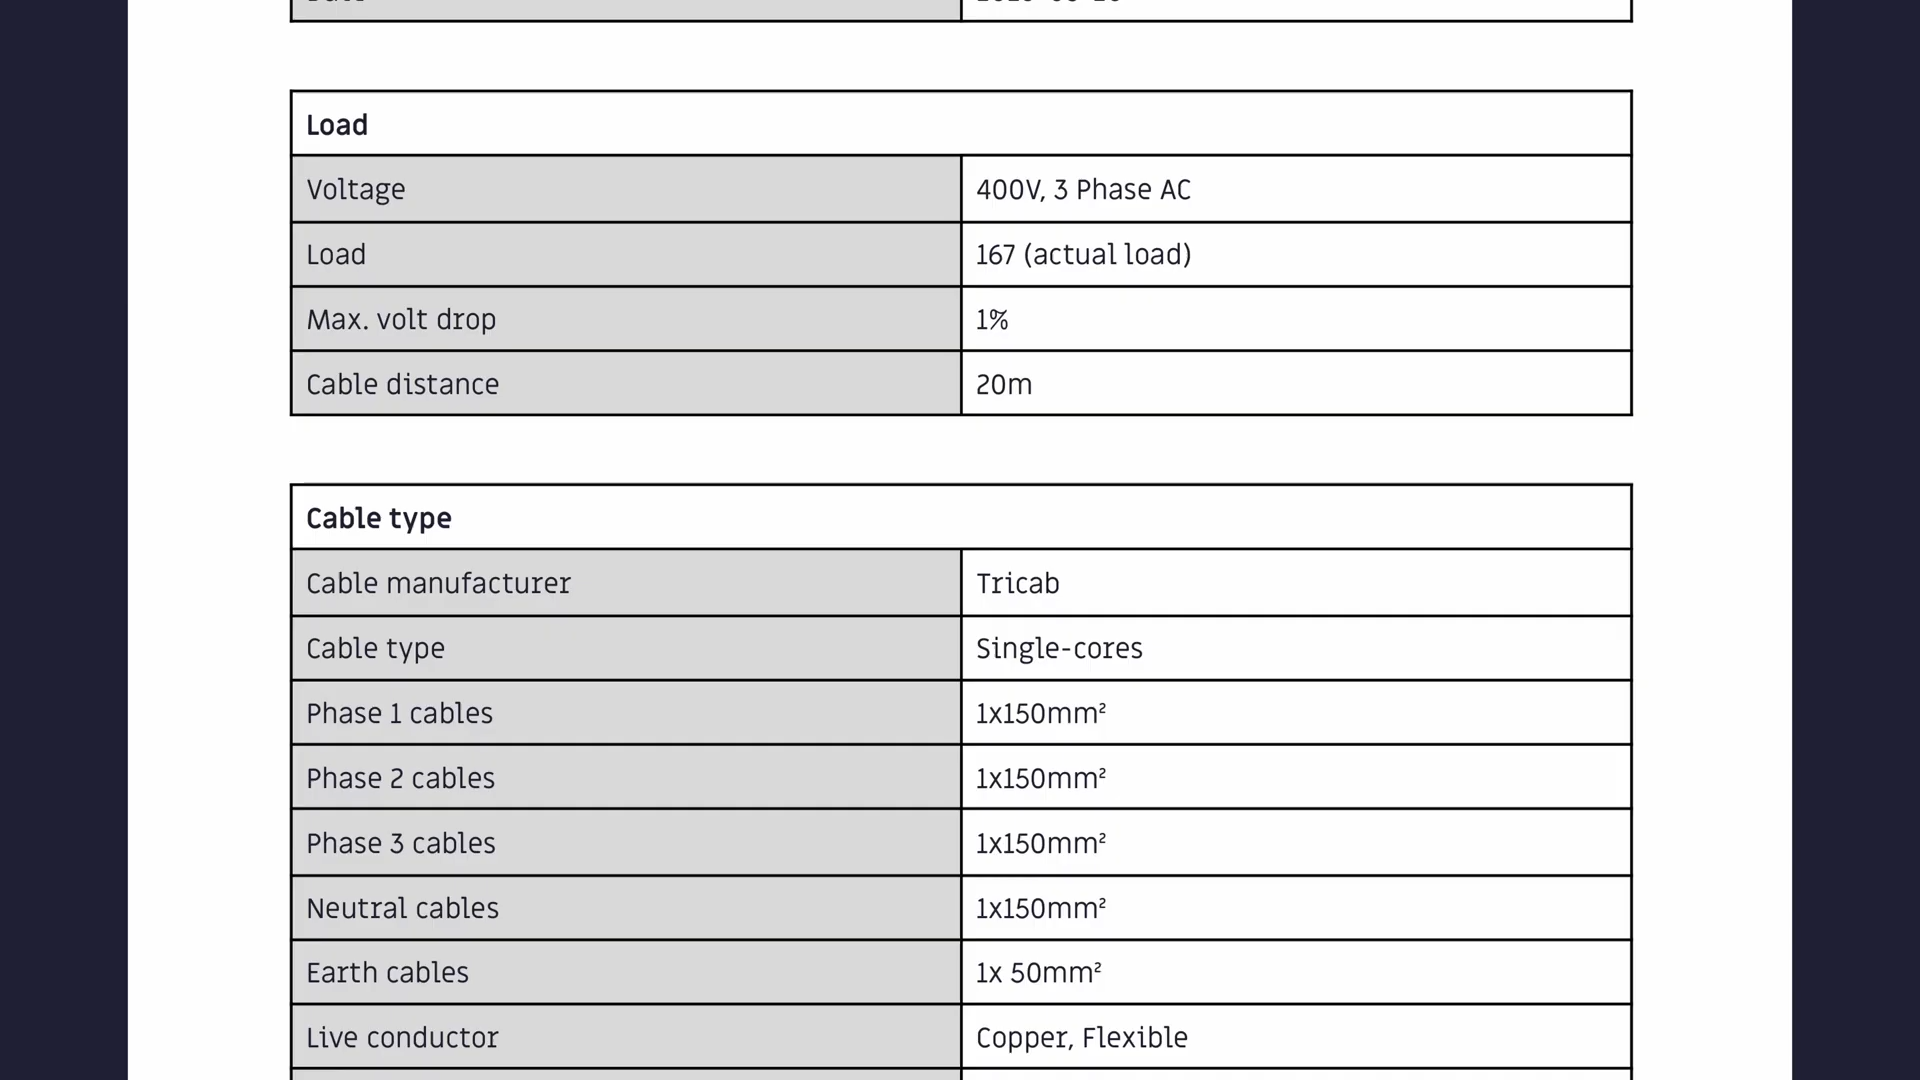 Load
Voltage 400V, 3 Phase AC
Load 167 (actual load)
Max. volt drop 1%
Cable distance 20m
Cable type
Cable manufacturer Tricab
Cable type Single-cores
Phase 1 cables 1x150mm²
Phase 2 cables 1x150mm²
Phase 3 cables 1x150mm²
Neutral cables 1x150mm²
Earth cables 1x 50mm²
Live conductor Copper, Flexible